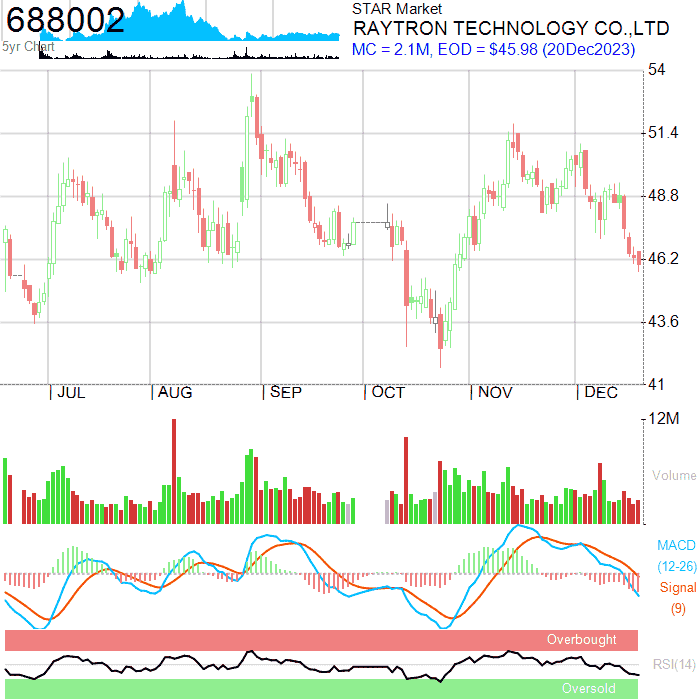 688002
5yr Chart
STAR Market
RAYTRON TECHNOLOGY CO.,LTD
MC = 2.1M, EOD = $45.98 (20Dec2023)
54
51.4
48.8
46.2
43.6
41
JUL AUG SEP OCT NOV DEC
12M
Volume
MACD
(12-26)
Signal
(9)
Overbought
RSI(14)
Oversold